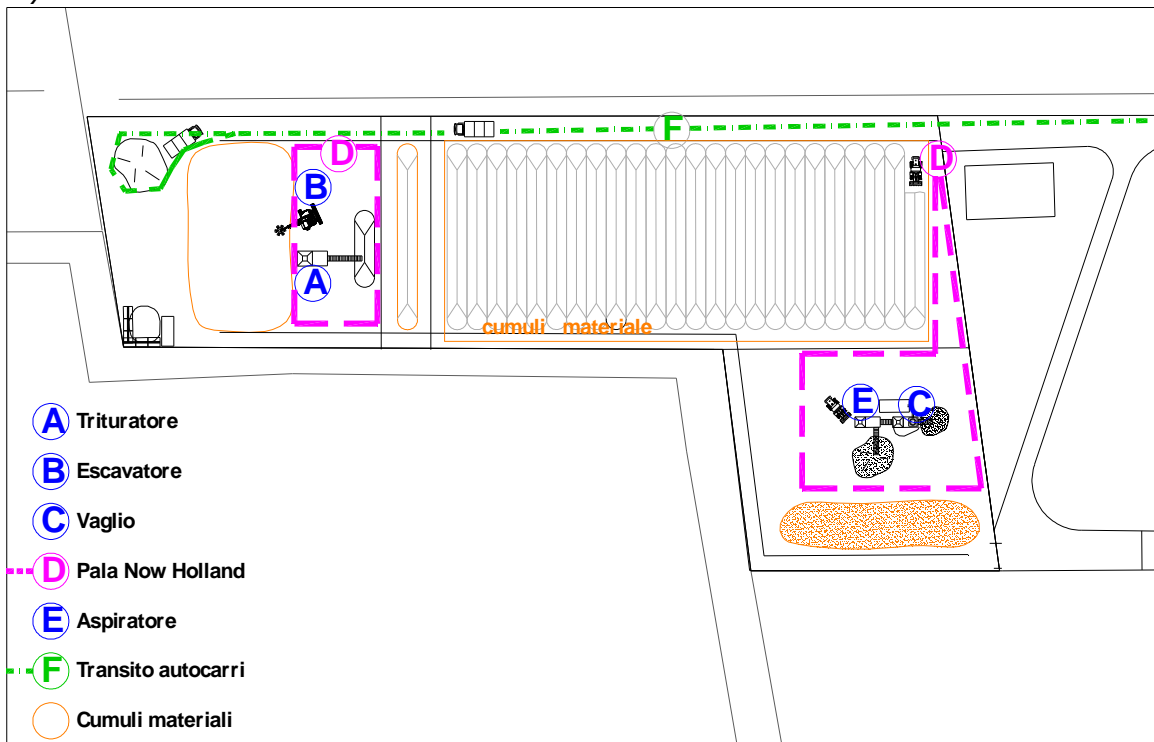 )
F
D
D
B
A
cumuli materiale
E
C
A Trituratore
B Escavatore
C Vaglio
D Pala Now Holland
E Aspiratore
F Transito autocarri
Cumuli materiali